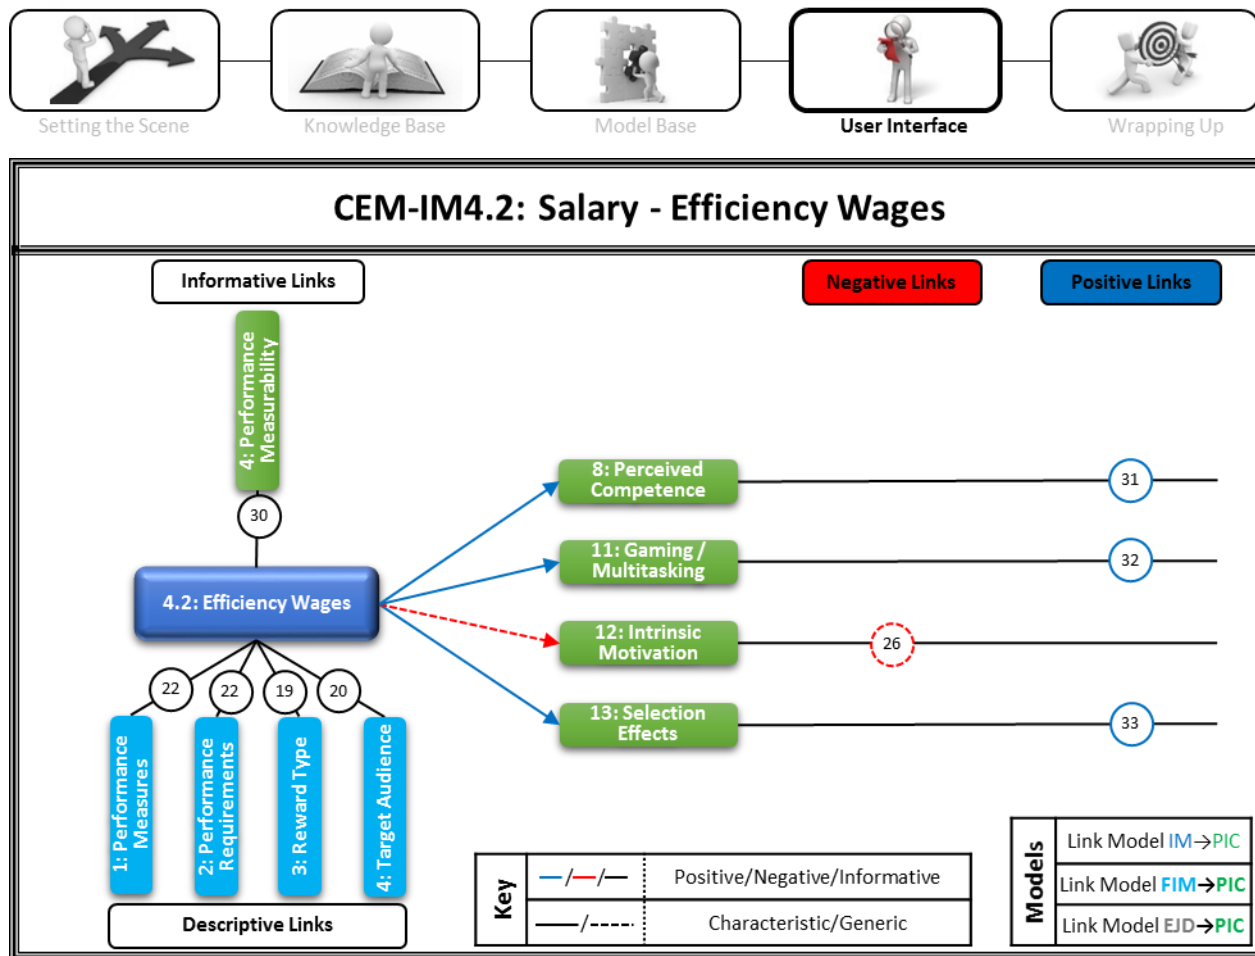 Setting the Scene
Knowledge Base
Model Base
User Interface
Wrapping Up
CEM-IM4.2: Salary - Efficiency Wages
Informative Links
Negative Links
Positive Links
4: Performance
Measurability
30
8: Perceived
Competence
31
11: Gaming /
Multitasking
32
4.2: Efficiency Wages
12: Intrinsic
Motivation
26
13: Selection
Effects
33
22
22
19
20
1: Performance
Measures
2: Performance
Requirements
3: Reward Type
4: Target Audience
Descriptive Links
Key
—/—/—
Positive/Negative/Informative
——/-----
Characteristic/Generic
Models
Link Model IM→PIC
Link Model FIM→PIC
Link Model EJD→PIC